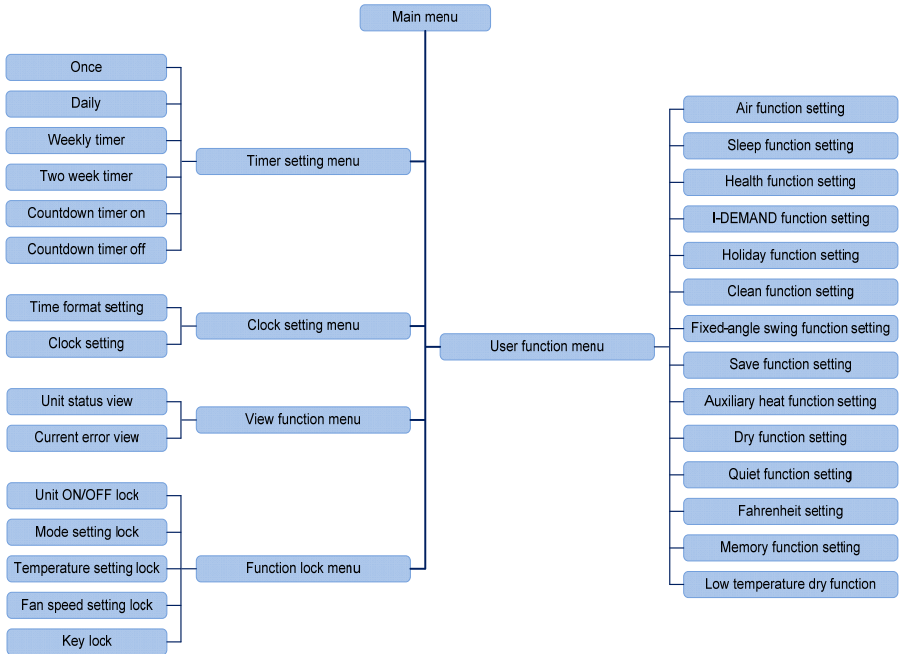 Main menu
Once
Daily
Weekly timer
Two week timer
Countdown timer on
Countdown timer off
Timer setting menu
Time format setting
Clock setting
Clock setting menu
Unit status view
Current error view
View function menu
Unit ON/OFF lock
Mode setting lock
Temperature setting lock
Fan speed setting lock
Key lock
Function lock menu
User function menu
Air function setting
Sleep function setting
Health function setting
I-DEMAND function setting
Holiday function setting
Clean function setting
Fixed-angle swing function setting
Save function setting
Auxiliary heat function setting
Dry function setting
Quiet function setting
Fahrenheit setting
Memory function setting
Low temperature dry function